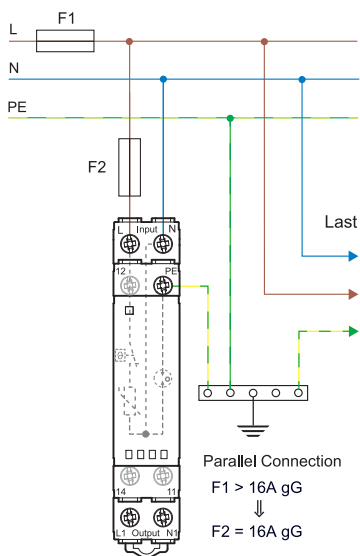 F1
L
N
PE
F2
Last
L Input N
12 PE
14 11
L1 Output N1
Parallel Connection
F1 > 16A gG
⇓
F2 = 16A gG